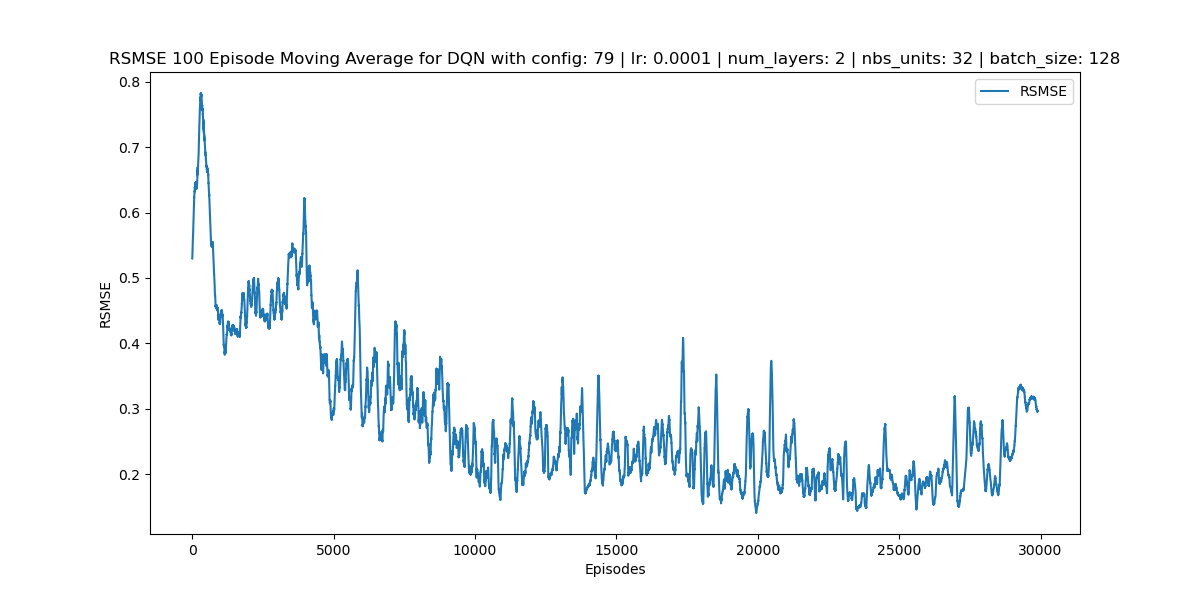 RSMSE 100 Episode Moving Average for DQN with config: 79 | lr: 0.0001 | num_layers: 2 | nbs_units: 32 | batch_size: 128
RSMSE
0.8
0.7
0.6
0.5
0.4
0.3
0.2
RSMSE
0 5000 10000 15000 20000 25000 30000
Episodes